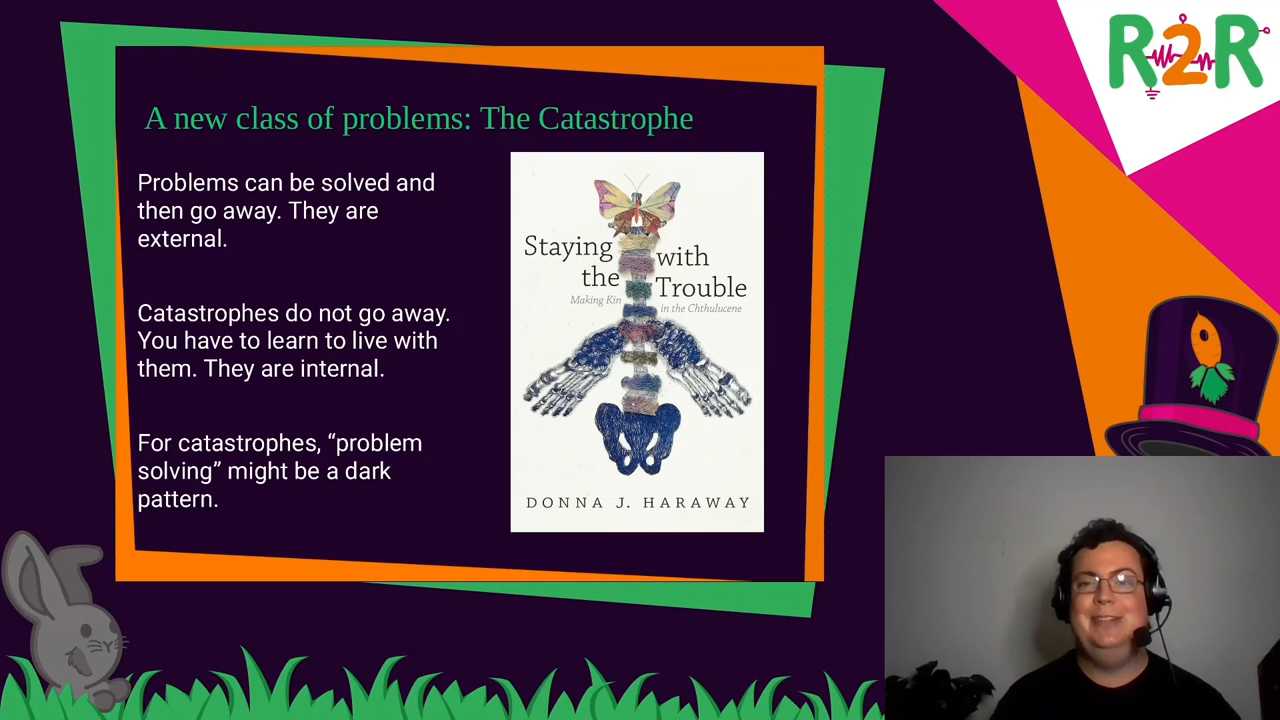 R2R
A new class of problems: The Catastrophe
Problems can be solved and
then go away. They are
external.
Catastrophes do not go away.
You have to learn to live with
them. They are internal.
For catastrophes, “problem
solving” might be a dark
pattern.
Staying with
the Trouble
Making Kin in the Chthulucene
DONNA J. HARAWAY